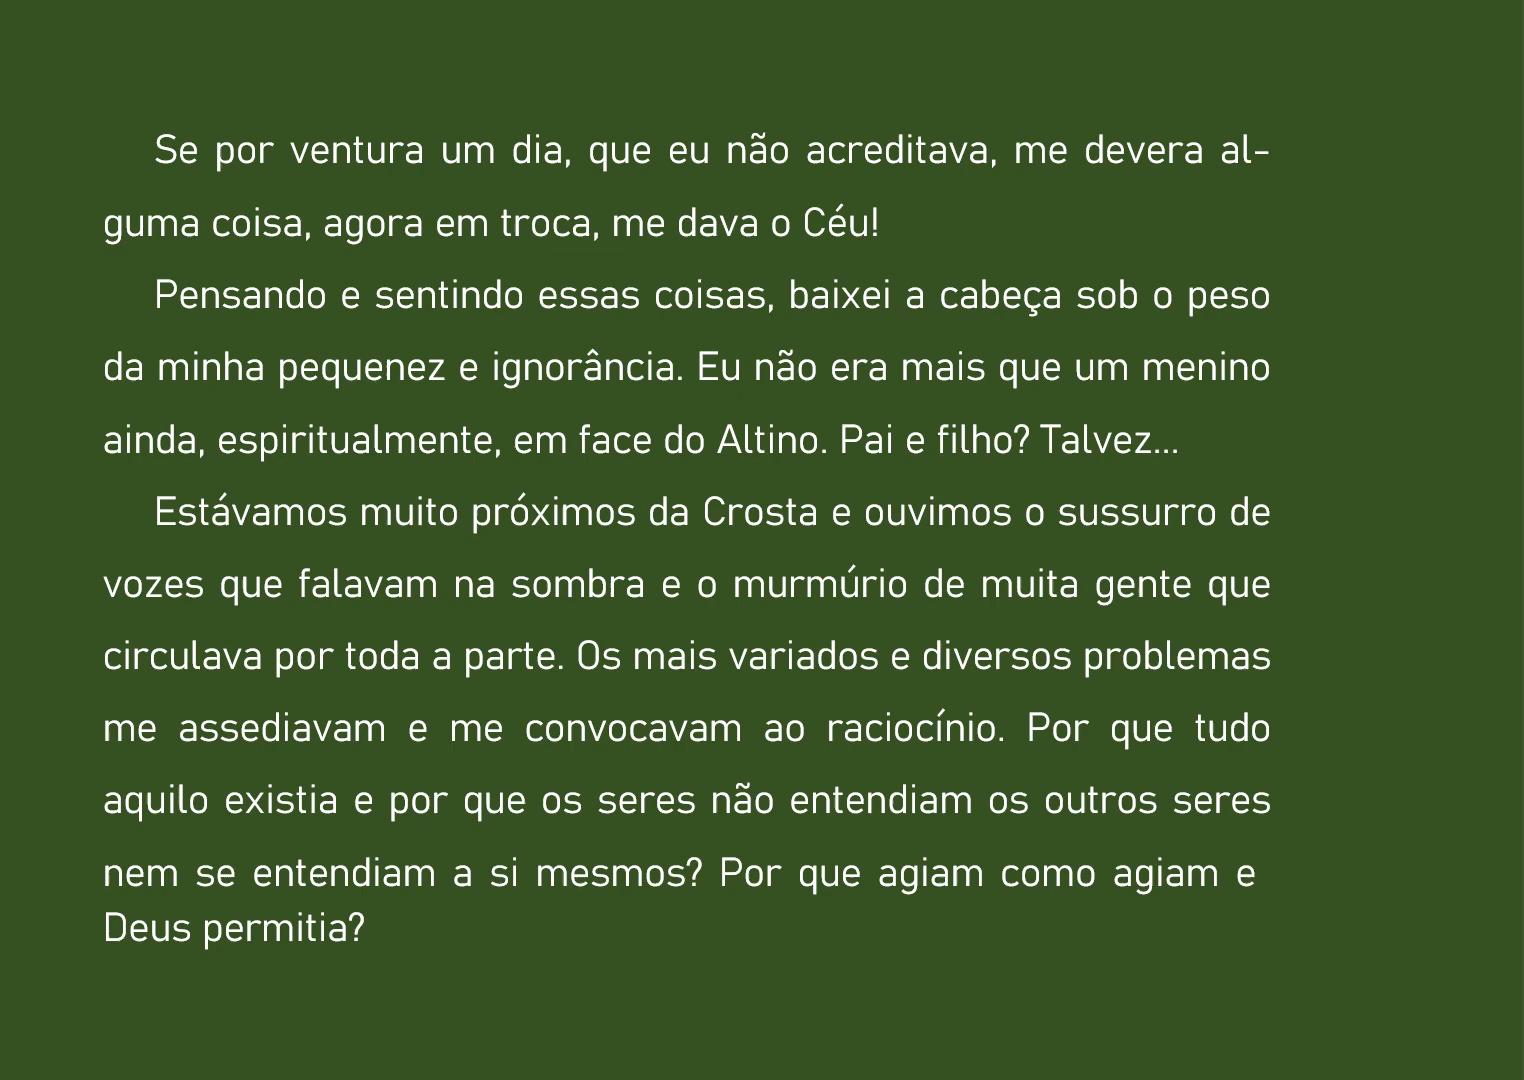 Se por ventura um dia, que eu não acreditava, me devera al-
guma coisa, agora em troca, me dava o Céu!
Pensando e sentindo essas coisas, baixei a cabeça sob o peso
da minha pequenez e ignorância. Eu não era mais que um menino
ainda, espiritualmente, em face do Altino. Pai e filho? Talvez...
Estávamos muito próximos da Crosta e ouvimos o sussurro de
vozes que falavam na sombra e o murmúrio de muita gente que
circulava por toda a parte. Os mais variados e diversos problemas
me assediavam e me convocavam ao raciocínio. Por que tudo
aquilo existia e por que os seres não entendiam os outros seres
nem se entendiam a si mesmos? Por que agiam como agiam e
Deus permitia?